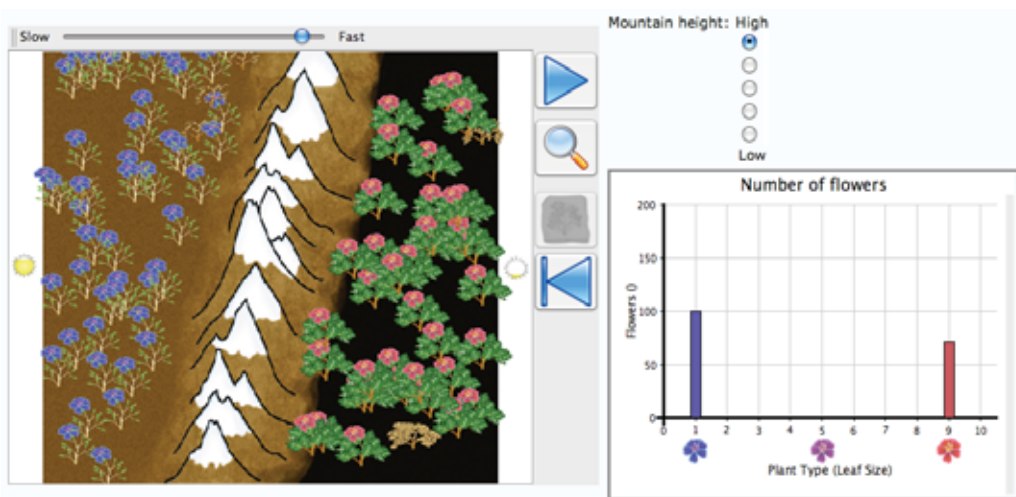 Slow Fast
Mountain height: High
Low
Number of flowers
200
150
100
50
0
Flowers ()
0 1 2 3 4 5 6 7 8 9 10
Plant Type (Leaf Size)